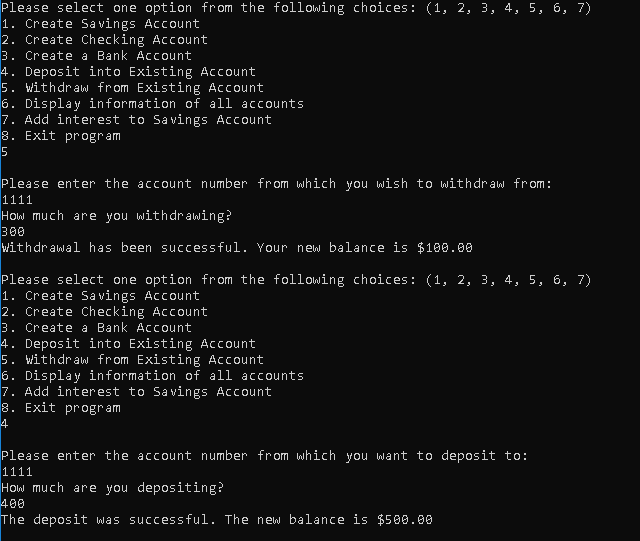 Please select one option from the following choices: (1, 2, 3, 4, 5, 6, 7)
1. Create Savings Account
2. Create Checking Account
3. Create a Bank Account
4. Deposit into Existing Account
5. Withdraw from Existing Account
6. Display information of all accounts
7. Add interest to Savings Account
8. Exit program
5
Please enter the account number from which you wish to withdraw from:
1111
How much are you withdrawing?
300
Withdrawal has been successful. Your new balance is $100.00
Please select one option from the following choices: (1, 2, 3, 4, 5, 6, 7)
1. Create Savings Account
2. Create Checking Account
3. Create a Bank Account
4. Deposit into Existing Account
5. Withdraw from Existing Account
6. Display information of all accounts
7. Add interest to Savings Account
8. Exit program
4
Please enter the account number from which you want to deposit to:
1111
How much are you depositing?
400
The deposit was successful. The new balance is $500.00